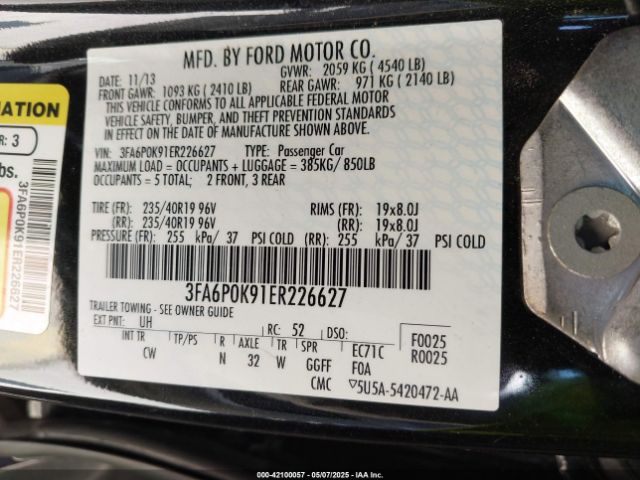 MFD. BY FORD MOTOR CO.
DATE: 11/13 GVWR: 2059 KG (4540 LB)
FRONT GAWR: 1093 KG (2410 LB) REAR GAWR: 971 KG (2140 LB)
THIS VEHICLE CONFORMS TO ALL APPLICABLE FEDERAL MOTOR
VEHICLE SAFETY, BUMPER, AND THEFT PREVENTION STANDARDS
IN EFFECT ON THE DATE OF MANUFACTURE SHOWN ABOVE.
VIN: 3FA6P0K91ER226627 TYPE: Passenger Car
MAXIMUM LOAD = OCCUPANTS + LUGGAGE = 385KG/ 850LB
OCCUPANTS = 5 TOTAL; 2 FRONT, 3 REAR
TIRE (FR): 235/40R19 96V RIMS (FR): 19x8.0J
(RR): 235/40R19 96V (RR): 19x8.0J
PRESSURE (FR): 255 kPa/ 37 PSI COLD (RR): 255 kPa/ 37 PSI COLD
3FA6P0K91ER226627
TRAILER TOWING - SEE OWNER GUIDE
EXT PNT: UH RC: 52 DSO: F0025
INT TR TP/PS R AXLE TR SPR EC71C R0025
CW N 32 W GGFF F0A
CMC ▽5U5A-5420472-AA
MATION
R: 3
bs.
3FA6P0K91ER226627
000-42100057 - 05/07/2025 - IAAI - Copyright, IAA, Inc.